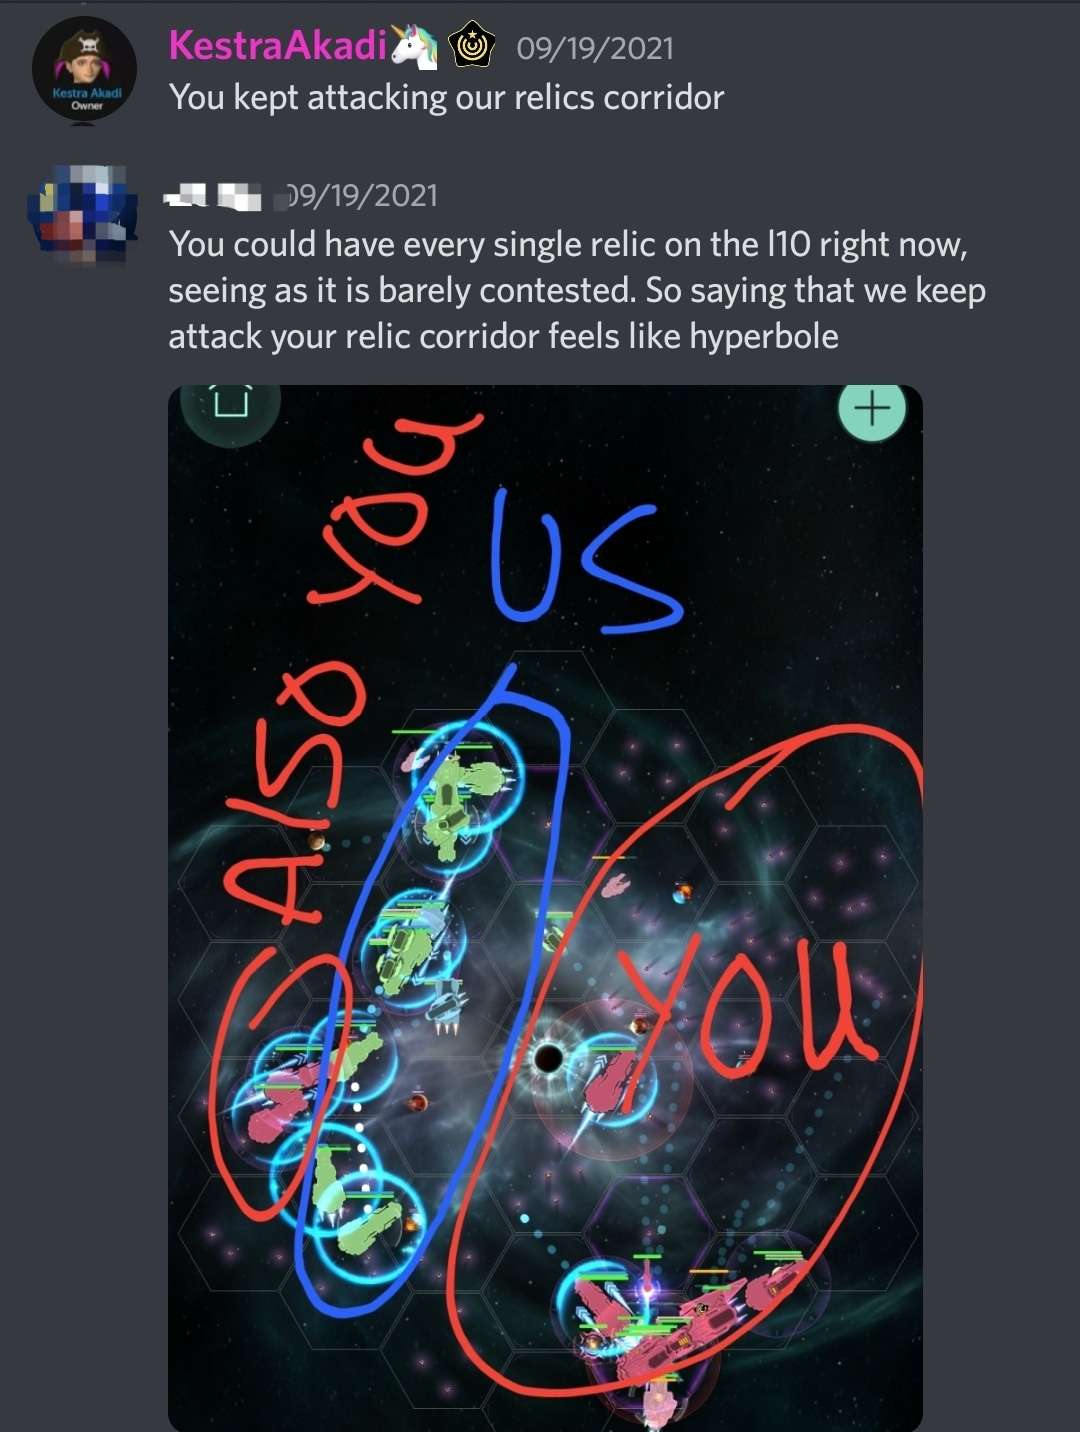 KestraAkadi 09/19/2021
Kestra Akadi
Owner
You kept attacking our relics corridor
09/19/2021
You could have every single relic on the l10 right now,
seeing as it is barely contested. So saying that we keep
attack your relic corridor feels like hyperbole
Also you
US
You